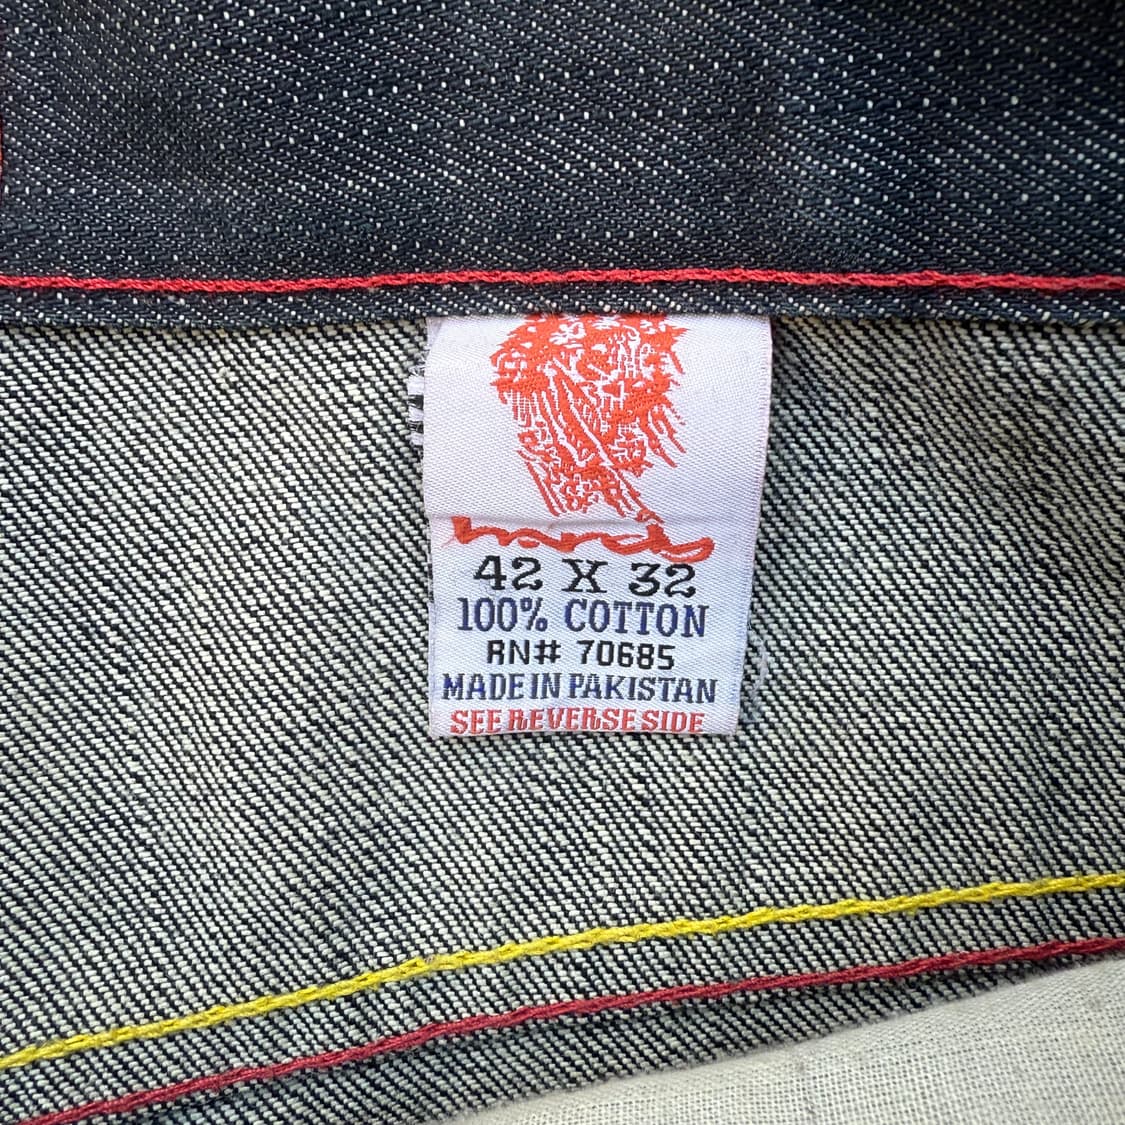 42 X 32
100% COTTON
RN# 70685
MADE IN PAKISTAN
SEE REVERSE SIDE